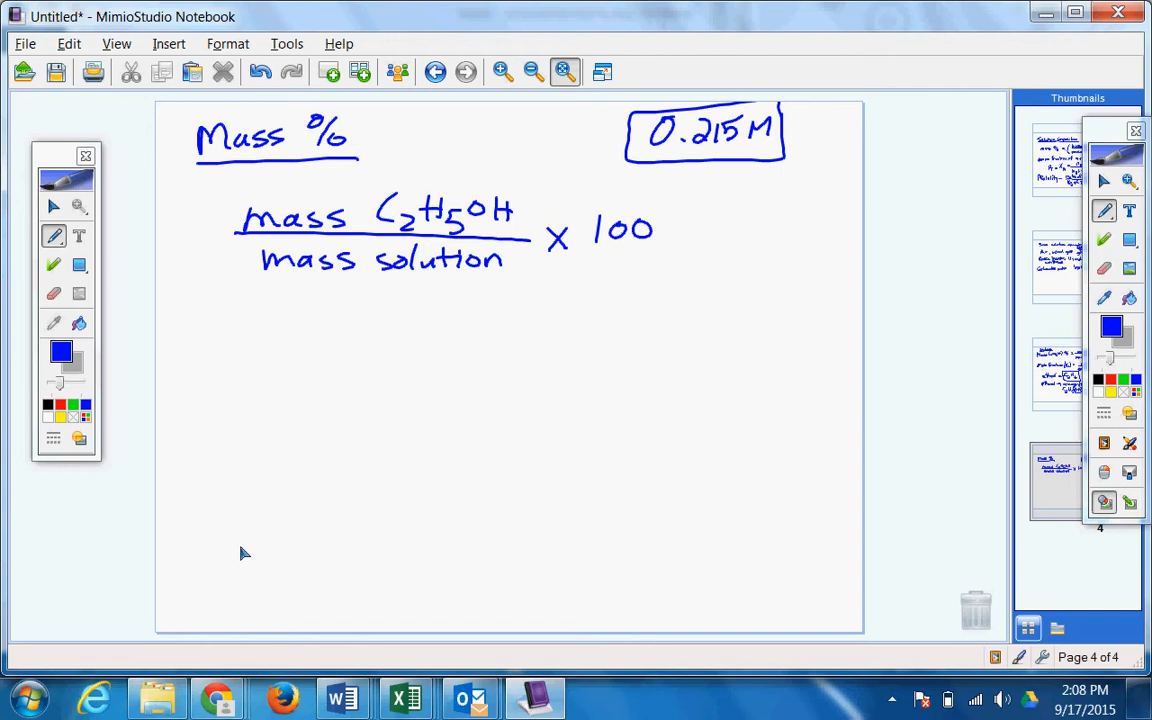 Untitled* - MimioStudio Notebook
File Edit View Insert Format Tools Help
Thumbnails
Mass %
0.215 M
mass C2H5OH
mass solution
x 100
4
Page 4 of 4
2:08 PM
9/17/2015